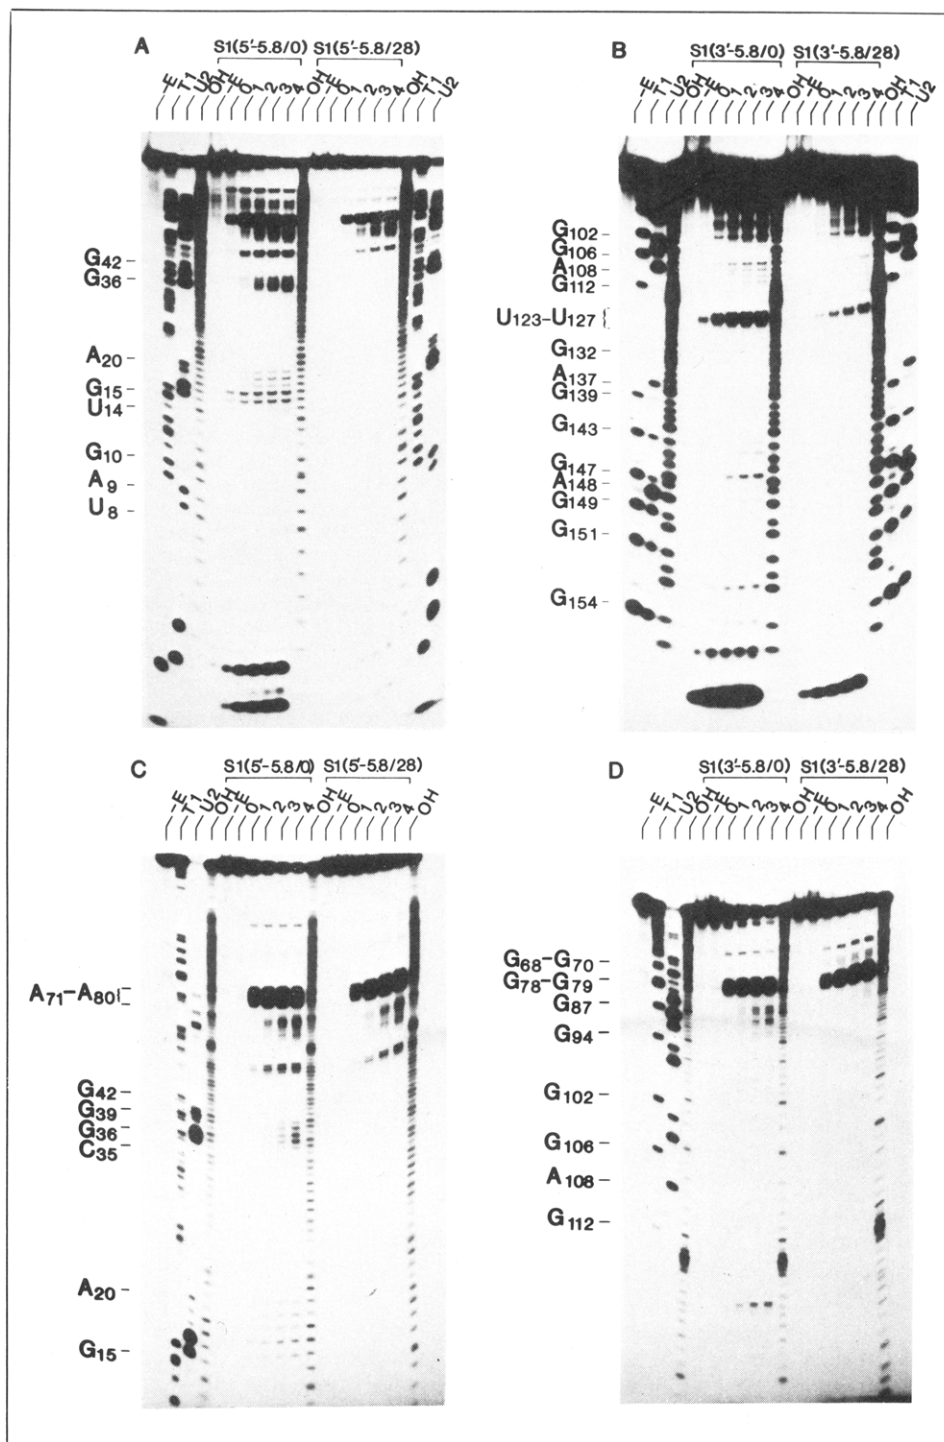 A
S1(5'-5.8/0) S1(5'-5.8/28)
-E T1 U2 OH -E 0 1 2 3 4 OH -E 0 1 2 3 4 OH T1 U2
G42
G36
A20
G15
U14
G10
A9
U8
B
S1(3'-5.8/0) S1(3'-5.8/28)
-E T1 U2 OH -E 0 1 2 3 4 OH -E 0 1 2 3 4 OH T1 U2
G102
G106
A108
G112
U123-U127
G132
A137
G139
G143
G147
A148
G149
G151
G154
C
S1(5'-5.8/0) S1(5'-5.8/28)
-E T1 U2 OH -E 0 1 2 3 4 OH -E 0 1 2 3 4 OH
A71-A80
G42
G39
G36
C35
A20
G15
D
S1(3'-5.8/0) S1(3'-5.8/28)
-E T1 U2 OH -E 0 1 2 3 4 OH -E 0 1 2 3 4 OH
G68-G70
G78-G79
G87
G94
G102
G106
A108
G112